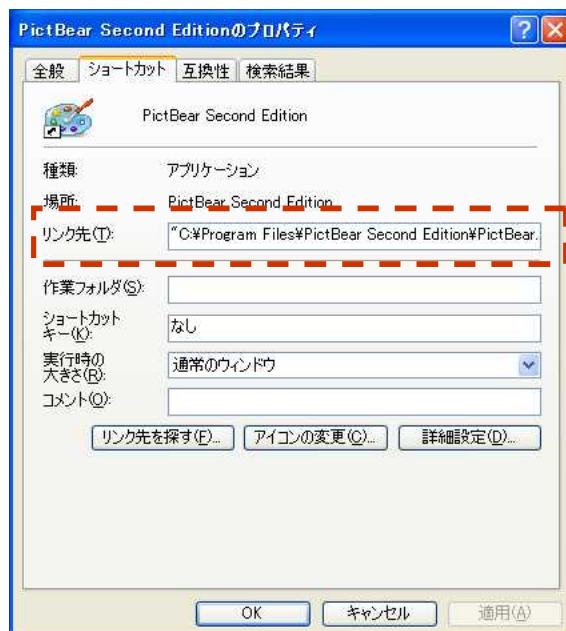 PictBear Second Editionのプロパティ
全般 ショートカット 互換性 検索結果
PictBear Second Edition
種類: アプリケーション
場所: PictBear Second Edition
リンク先(T): "C:¥Program Files¥PictBear Second Edition¥PictBear.
作業フォルダ(S):
ショートカット
キー(K): なし
実行時の
大きさ(R): 通常のウィンドウ
コメント(O):
リンク先を探す(F)... アイコンの変更(C)... 詳細設定(D)...
OK キャンセル 適用(A)